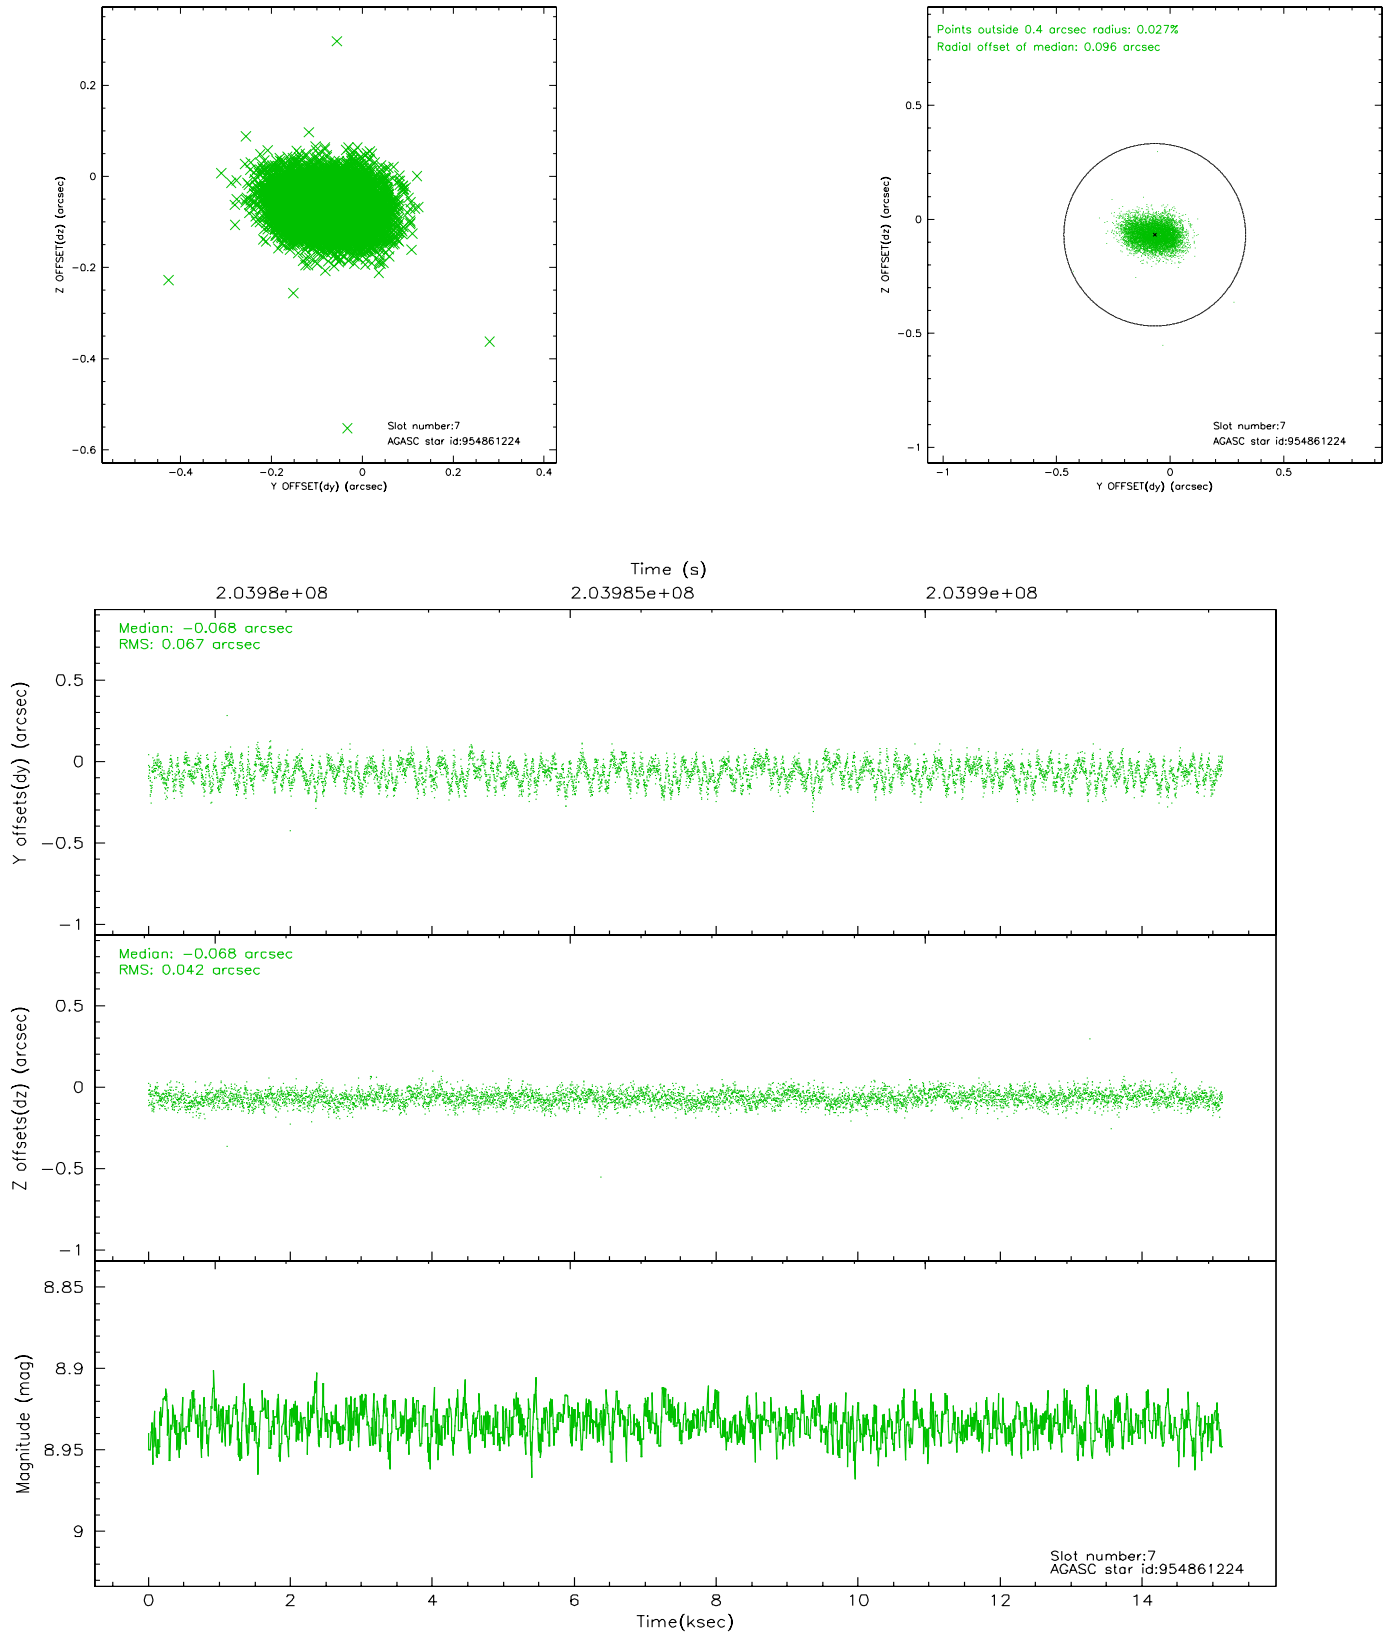 0.2
0
−0.2
−0.4
−0.6
Z OFFSET(dz) (arcsec)
Slot number:7
AGASC star id:954861224
−0.4 −0.2 0 0.2 0.4
Y OFFSET(dy) (arcsec)
Points outside 0.4 arcsec radius: 0.027%
Radial offset of median: 0.096 arcsec
0.5
0
−0.5
−1
Z OFFSET(dz) (arcsec)
Slot number:7
AGASC star id:954861224
−1 −0.5 0 0.5
Y OFFSET(dy) (arcsec)
Time (s)
2.0398e+08 2.03985e+08 2.0399e+08
Median: −0.068 arcsec
RMS: 0.067 arcsec
0.5
0
−0.5
−1
Y offsets(dy) (arcsec)
Median: −0.068 arcsec
RMS: 0.042 arcsec
0.5
0
−0.5
−1
Z offsets(dz) (arcsec)
8.85
8.9
8.95
9
Magnitude (mag)
Slot number:7
AGASC star id:954861224
0 2 4 6 8 10 12 14
Time(ksec)